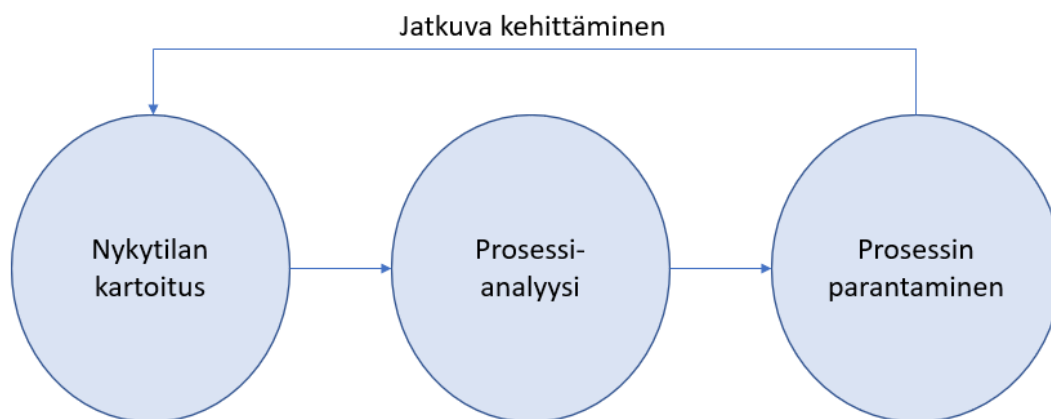 Jatkuva kehittäminen
Nykytilan
kartoitus
Prosessi-
analyysi
Prosessin
parantaminen